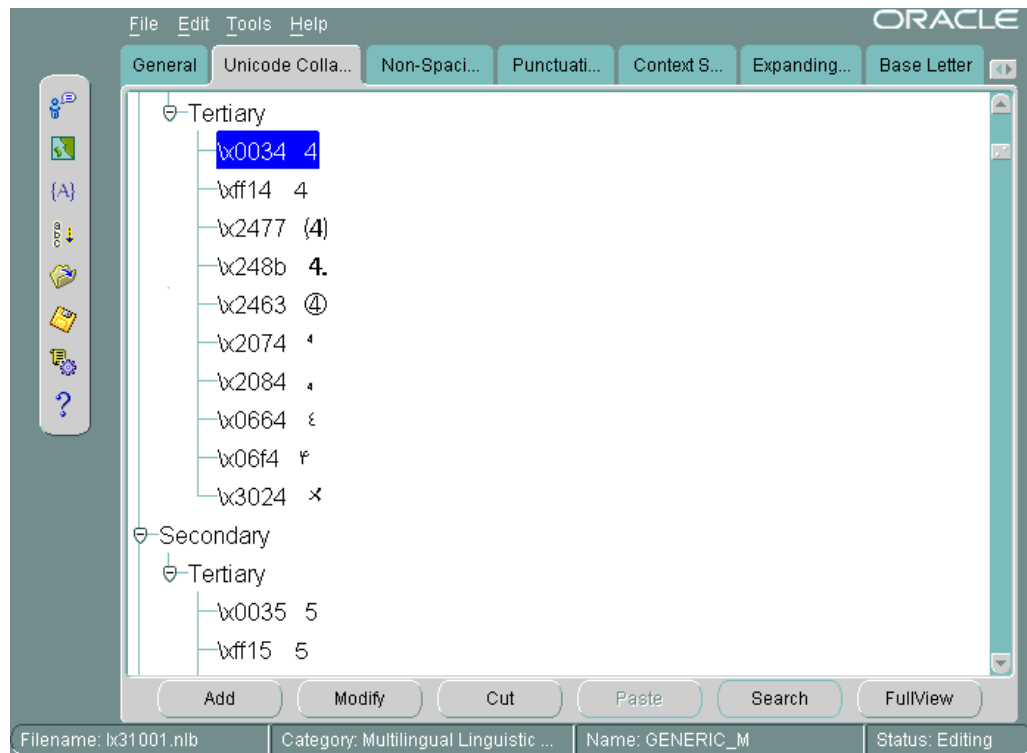 File Edit Tools Help
ORACLE
General Unicode Colla... Non-Spaci... Punctuati... Context S... Expanding... Base Letter
Tertiary
\x0034 4
\xff14 4
\x2477 (4)
\x248b 4.
\x2463 ④
\x2074 ⁴
\x2084 ₄
\x0664 ٤
\x06f4 ۴
\x3024 〤
Secondary
Tertiary
\x0035 5
\xff15 5
{A}
a
b
c
?
Add Modify Cut Paste Search FullView
Filename: lx31001.nlb Category: Multilingual Linguistic ... Name: GENERIC_M Status: Editing